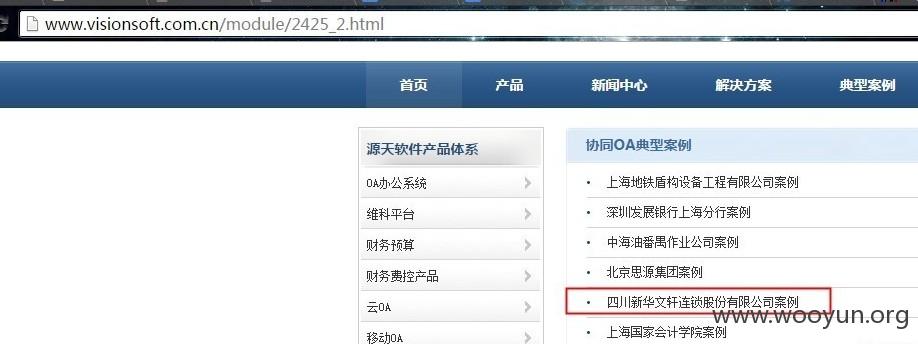 www.visionsoft.com.cn/module/2425_2.html
首页 产品 新闻中心 解决方案 典型案例
源天软件产品体系
OA办公系统
维科平台
财务预算
财务费控产品
云OA
移动OA
协同OA典型案例
上海地铁盾构设备工程有限公司案例
深圳发展银行上海分行案例
中海油番禺作业公司案例
北京思源集团案例
四川新华文轩连锁股份有限公司案例
上海国家会计学院案例
www.wooyun.org